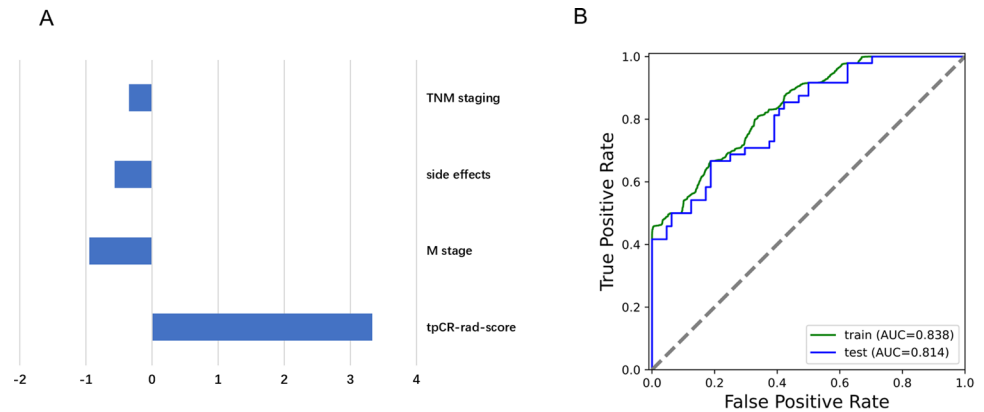 A
TNM staging
side effects
M stage
tpCR-rad-score
-2 -1 0 1 2 3 4
B
True Positive Rate
1.0
0.8
0.6
0.4
0.2
0.0
train (AUC=0.838)
test (AUC=0.814)
0.0 0.2 0.4 0.6 0.8 1.0
False Positive Rate